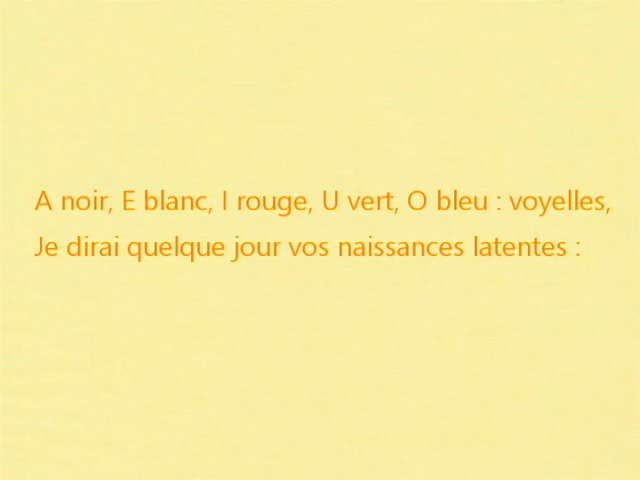 A noir, E blanc, I rouge, U vert, O bleu : voyelles,
Je dirai quelque jour vos naissances latentes :